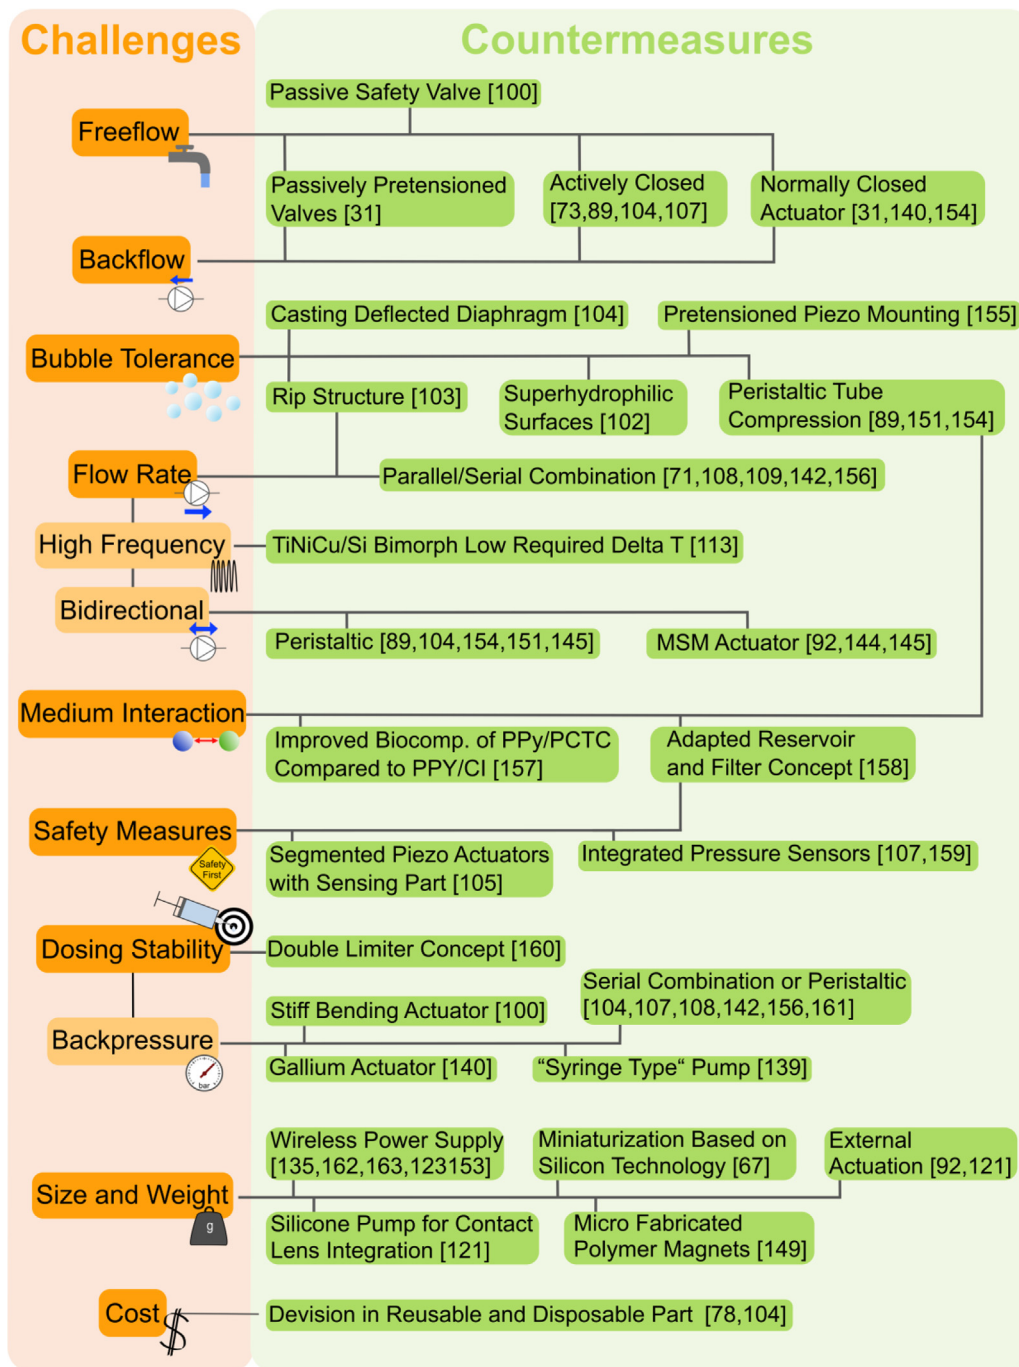 Challenges
Countermeasures
Passive Safety Valve [100]
Freeflow
Passively Pretensioned
Valves [31]
Actively Closed
[73,89,104,107]
Normally Closed
Actuator [31,140,154]
Backflow
Casting Deflected Diaphragm [104]
Pretensioned Piezo Mounting [155]
Bubble Tolerance
Rip Structure [103]
Superhydrophilic
Surfaces [102]
Peristaltic Tube
Compression [89,151,154]
Flow Rate
Parallel/Serial Combination [71,108,109,142,156]
High Frequency
TiNiCu/Si Bimorph Low Required Delta T [113]
Bidirectional
Peristaltic [89,104,154,151,145]
MSM Actuator [92,144,145]
Medium Interaction
Improved Biocomp. of PPy/PCTC
Compared to PPY/CI [157]
Adapted Reservoir
and Filter Concept [158]
Safety Measures
Safety
First
Segmented Piezo Actuators
with Sensing Part [105]
Integrated Pressure Sensors [107,159]
Dosing Stability
Double Limiter Concept [160]
Serial Combination or Peristaltic
[104,107,108,142,156,161]
Stiff Bending Actuator [100]
Backpressure
bar
Gallium Actuator [140]
“Syringe Type“ Pump [139]
Wireless Power Supply
[135,162,163,123153]
Miniaturization Based on
Silicon Technology [67]
External
Actuation [92,121]
Size and Weight
g
Silicone Pump for Contact
Lens Integration [121]
Micro Fabricated
Polymer Magnets [149]
Cost
$
Devision in Reusable and Disposable Part [78,104]